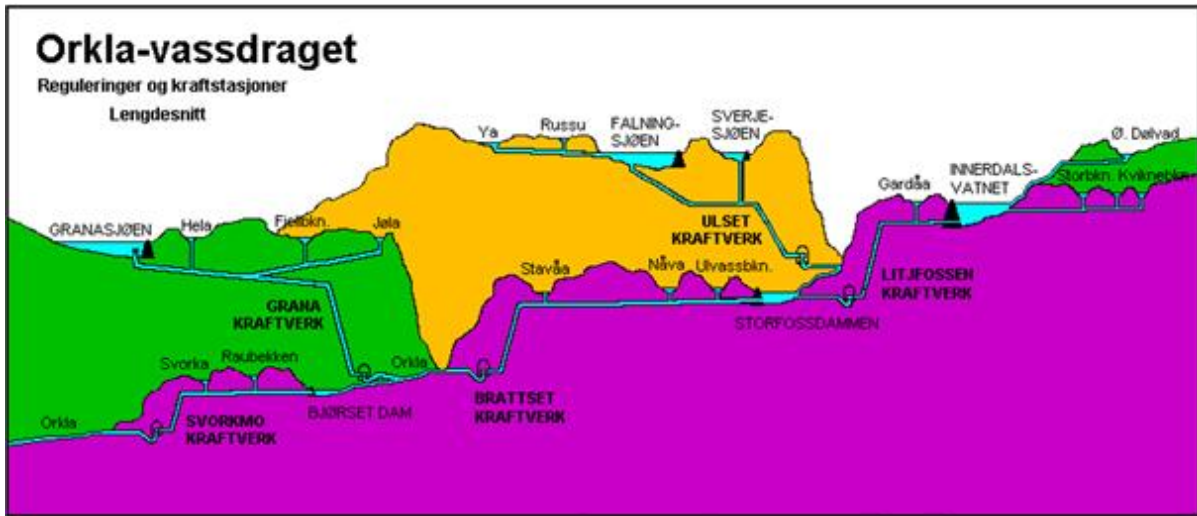 Orkla-vassdraget
Reguleringer og kraftstasjoner
Lengdesnitt
Ya
Russu
FALNING-
SJØEN
SVERJE-
SJØEN
Ø. Dølvad
GRANASJØEN
Hela
Fjellbkn.
Jøla
Gardåa
INNERDALS-
VATNET
Storbkn. Kviknebkn.
ULSET
KRAFTVERK
Stavåa
Nåva
Ulvassbkn.
LITJFOSSEN
KRAFTVERK
GRANA
KRAFTVERK
STORFOSSDAMMEN
Svorka
Raubekken
Orkla
BRATTSET
KRAFTVERK
BJØRSET DAM
Orkla
SVORKMO
KRAFTVERK